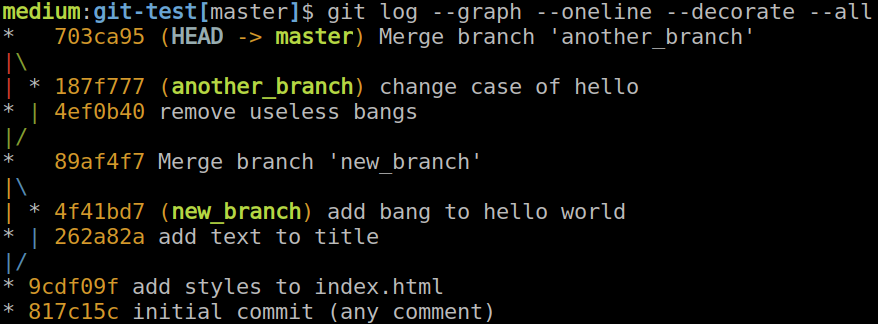 medium:git-test[master]$ git log --graph --oneline --decorate --all
*   703ca95 (HEAD -> master) Merge branch 'another_branch'
|\
| * 187f777 (another_branch) change case of hello
* | 4ef0b40 remove useless bangs
|/
*   89af4f7 Merge branch 'new_branch'
|\
| * 4f41bd7 (new_branch) add bang to hello world
* | 262a82a add text to title
|/
* 9cdf09f add styles to index.html
* 817c15c initial commit (any comment)